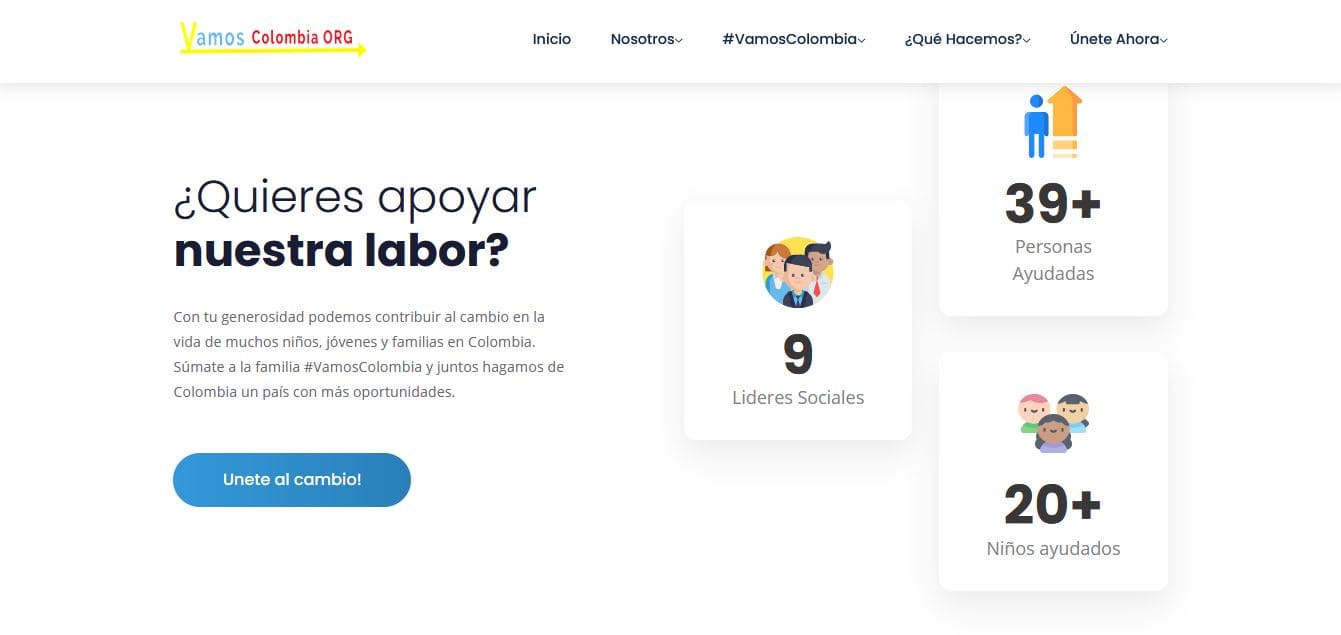 Vamos Colombia ORG
Inicio
Nosotros
#VamosColombia
¿Qué Hacemos?
Únete Ahora
¿Quieres apoyar
nuestra labor?
Con tu generosidad podemos contribuir al cambio en la
vida de muchos niños, jóvenes y familias en Colombia.
Súmate a la familia #VamosColombia y juntos hagamos de
Colombia un país con más oportunidades.
Unete al cambio!
9
Lideres Sociales
39+
Personas
Ayudadas
20+
Niños ayudados